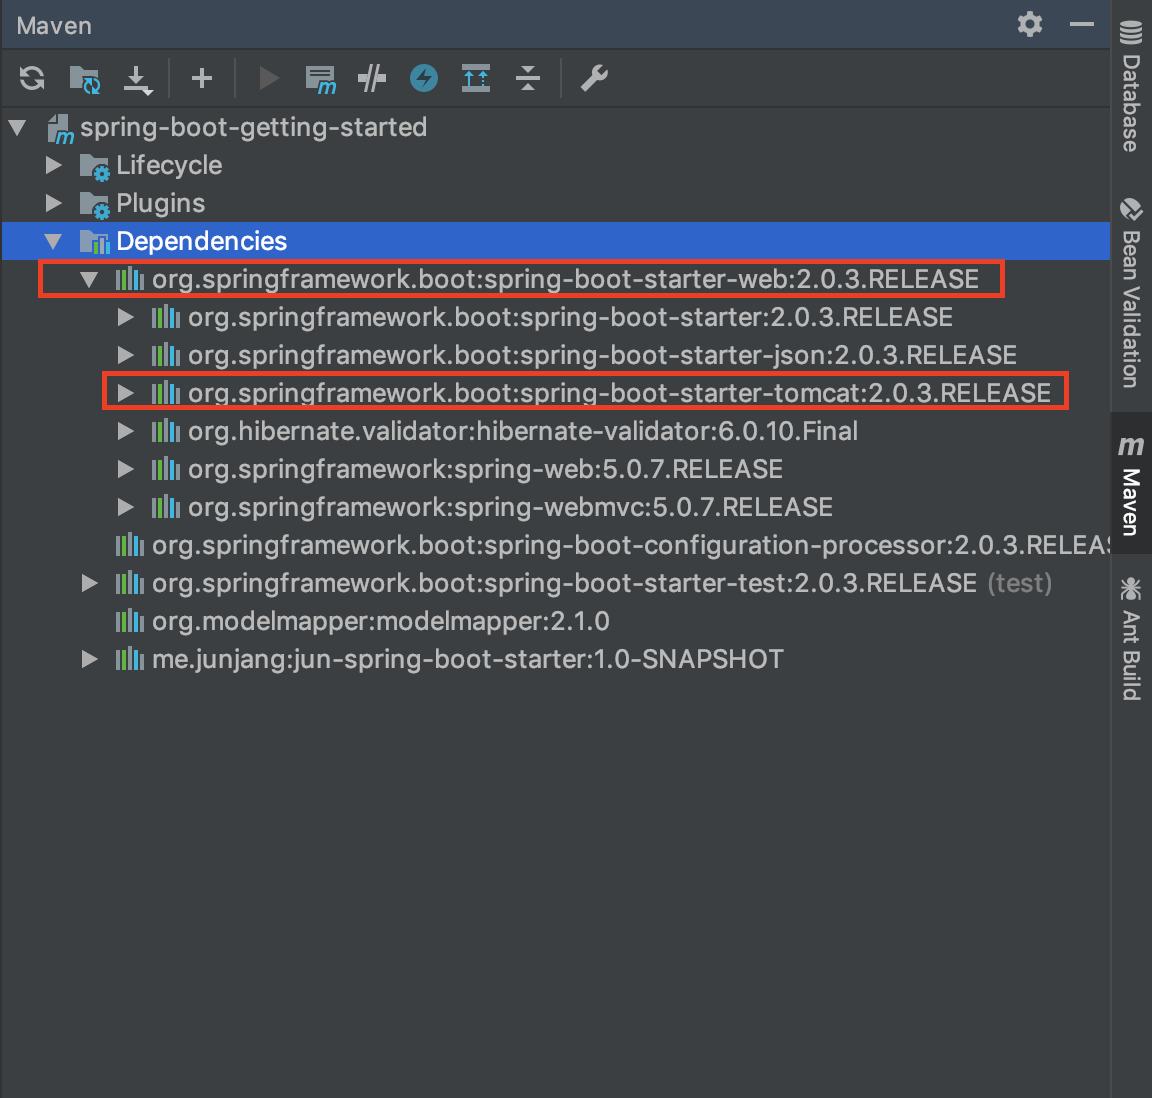 Maven
spring-boot-getting-started
Lifecycle
Plugins
Dependencies
org.springframework.boot:spring-boot-starter-web:2.0.3.RELEASE
org.springframework.boot:spring-boot-starter:2.0.3.RELEASE
org.springframework.boot:spring-boot-starter-json:2.0.3.RELEASE
org.springframework.boot:spring-boot-starter-tomcat:2.0.3.RELEASE
org.hibernate.validator:hibernate-validator:6.0.10.Final
org.springframework:spring-web:5.0.7.RELEASE
org.springframework:spring-webmvc:5.0.7.RELEASE
org.springframework.boot:spring-boot-configuration-processor:2.0.3.RELEAS
org.springframework.boot:spring-boot-starter-test:2.0.3.RELEASE (test)
org.modelmapper:modelmapper:2.1.0
me.junjang:jun-spring-boot-starter:1.0-SNAPSHOT
Database
Bean Validation
m
Maven
Ant Build